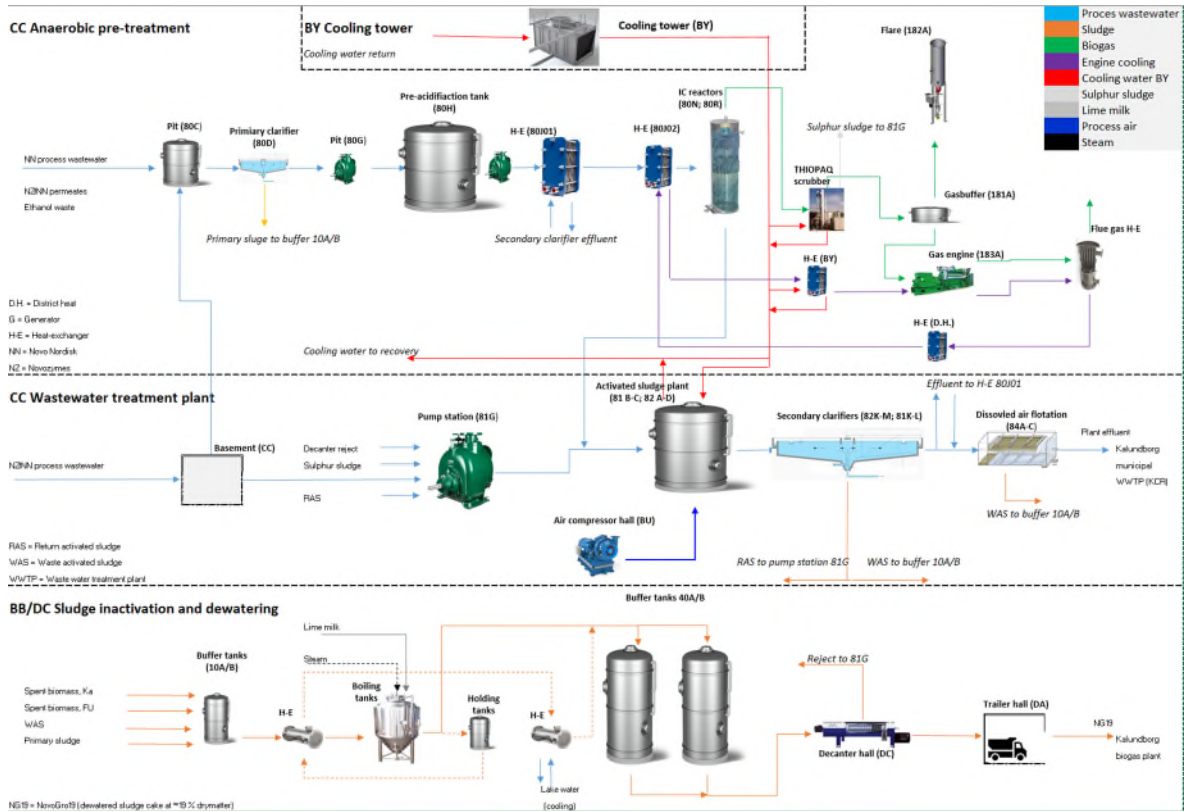 CC Anaerobic pre-treatment
BY Cooling tower
Cooling water return
Cooling tower (BY)
Flare (182A)
Proces wastewater
Sludge
Biogas
Engine cooling
Cooling water BY
Sulphur sludge
Lime milk
Process air
Steam
Pre-acidifiaction tank
(80H)
IC reactors
(80N; 80R)
Pit (80C)
Primiary clarifier
(80D)
Pit (80G)
H-E (80J01)
H-E (80J02)
Sulphur sludge to 81G
NN process wastewater
NZ/NN permeates
Ethanol waste
THIOPAQ
scrubber
Gasbuffer (181A)
Flue gas H-E
Primary sluge to buffer 10A/B
Secondary clarifier effluent
H-E (BY)
Gas engine (183A)
D.H. = District heat
G = Generator
H-E = Heat-exchanger
NN = Novo Nordisk
NZ = Novozymes
H-E (D.H.)
Cooling water to recovery
CC Wastewater treatment plant
Activated sludge plant
(81 B-C; 82 A-D)
Effluent to H-E 80J01
Pump station (81G)
Secondary clarifiers (82K-M; 81K-L)
Dissovled air flotation
(84A-C)
Basement (CC)
Decanter reject
Sulphur sludge
RAS
NZ/NN process wastewater
Plant effluent
Kalundborg
municipal
WWTP (KCR)
WAS to buffer 10A/B
Air compressor hall (BU)
RAS = Return activated sludge
WAS = Waste activated sludge
WWTP = Waste water treatment plant
RAS to pump station 81G
WAS to buffer 10A/B
BB/DC Sludge inactivation and dewatering
Buffer tanks 40A/B
Lime milk
Steam
Buffer tanks
(10A/B)
Boiling
tanks
Reject to 81G
Spent biomass, Ka
Spent biomass, FU
WAS
Primary sludge
H-E
Holding
tanks
H-E
Trailer hall (DA)
NG19
Kalundborg
biogas plant
Decanter hall (DC)
Lake water
(cooling)
NG19 = NovoGro19 (dewatered sludge cake at ~19 % drymatter)